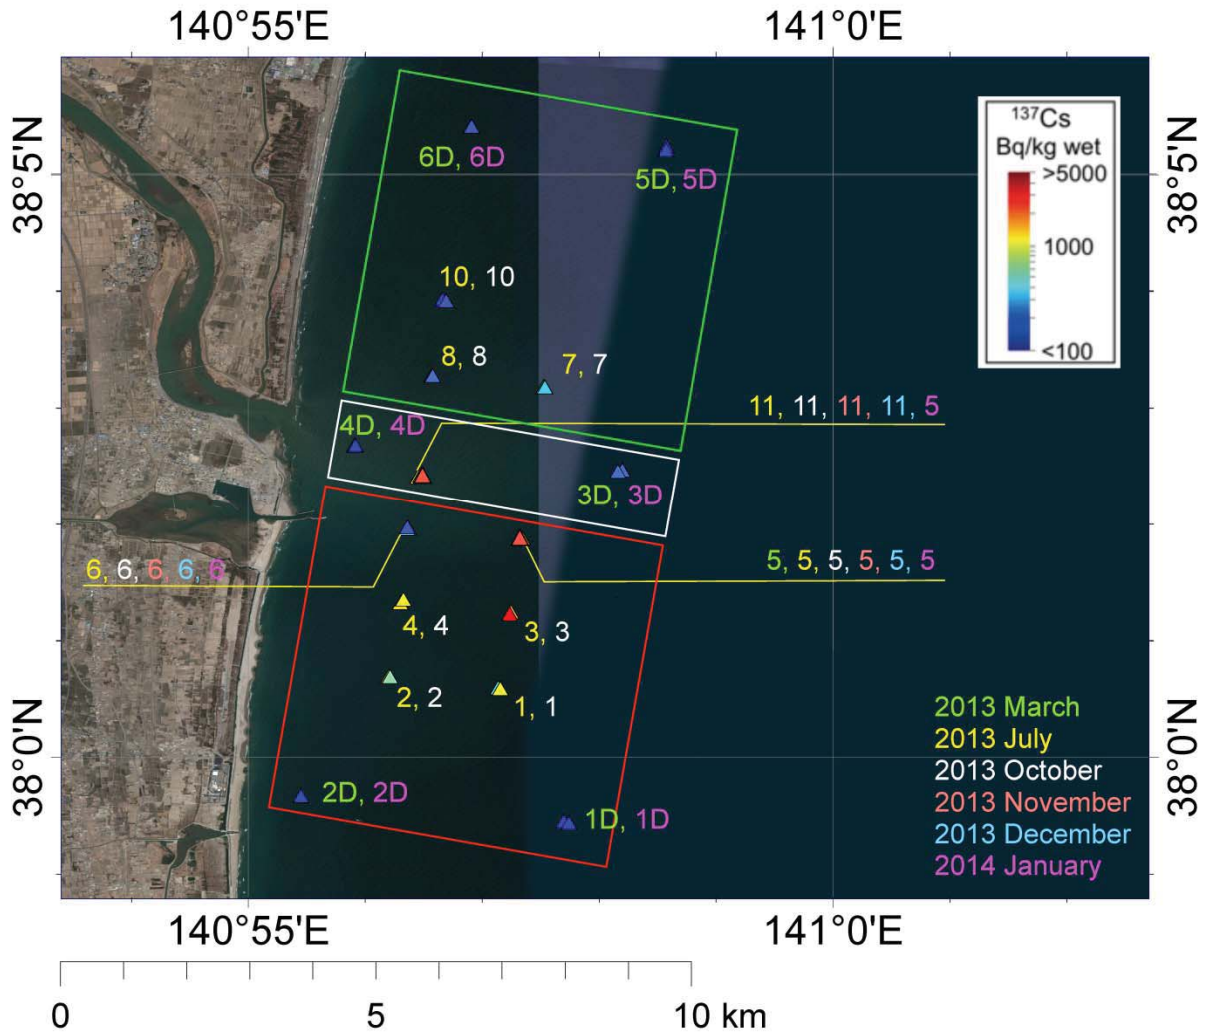 140°55'E
141°0'E
38°5'N
38°5'N
137Cs
Bq/kg wet
>5000
1000
<100
6D, 6D
5D, 5D
10, 10
8, 8
7, 7
11, 11, 11, 11, 5
4D, 4D
3D, 3D
6, 6, 6, 6, 6
5, 5, 5, 5, 5, 5
4, 4
3, 3
2, 2
1, 1
2D, 2D
1D, 1D
38°0'N
38°0'N
2013 March
2013 July
2013 October
2013 November
2013 December
2014 January
140°55'E
141°0'E
0
5
10 km